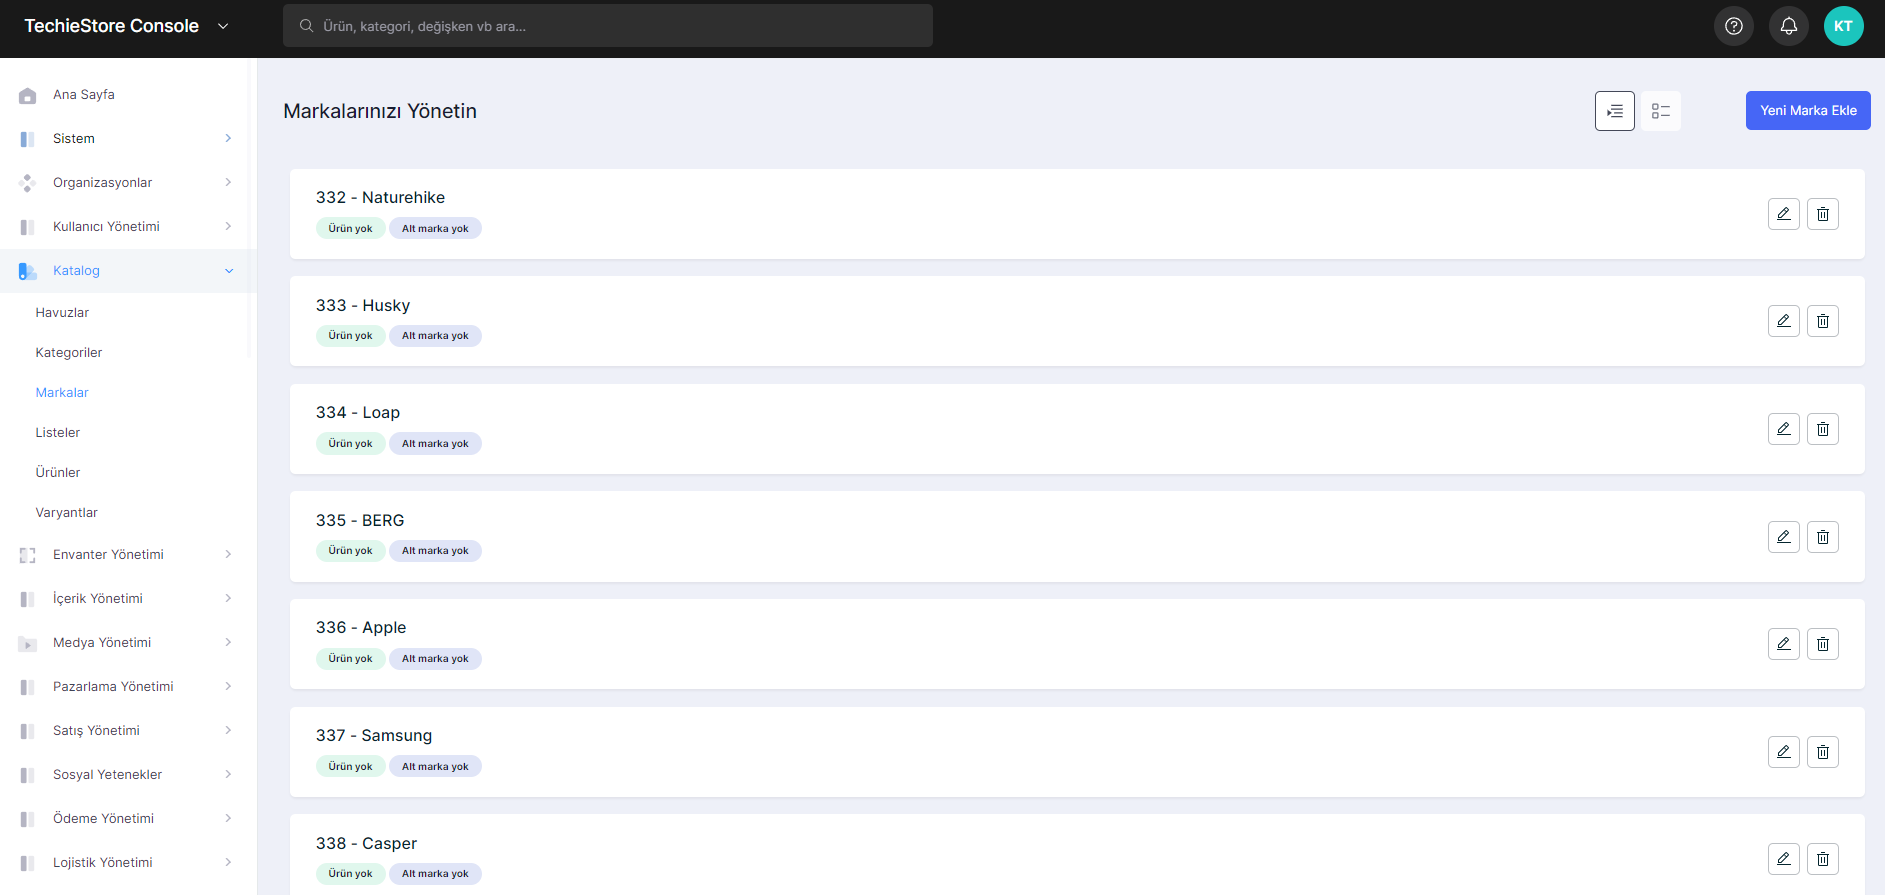 TechieStore Console
Ürün, kategori, değişken vb ara...
KT
Ana Sayfa
Sistem
Organizasyonlar
Kullanıcı Yönetimi
Katalog
Havuzlar
Kategoriler
Markalar
Listeler
Ürünler
Varyantlar
Envanter Yönetimi
İçerik Yönetimi
Medya Yönetimi
Pazarlama Yönetimi
Satış Yönetimi
Sosyal Yetenekler
Ödeme Yönetimi
Lojistik Yönetimi
Markalarınızı Yönetin
Yeni Marka Ekle
332 - Naturehike
Ürün yok Alt marka yok
333 - Husky
Ürün yok Alt marka yok
334 - Loap
Ürün yok Alt marka yok
335 - BERG
Ürün yok Alt marka yok
336 - Apple
Ürün yok Alt marka yok
337 - Samsung
Ürün yok Alt marka yok
338 - Casper
Ürün yok Alt marka yok